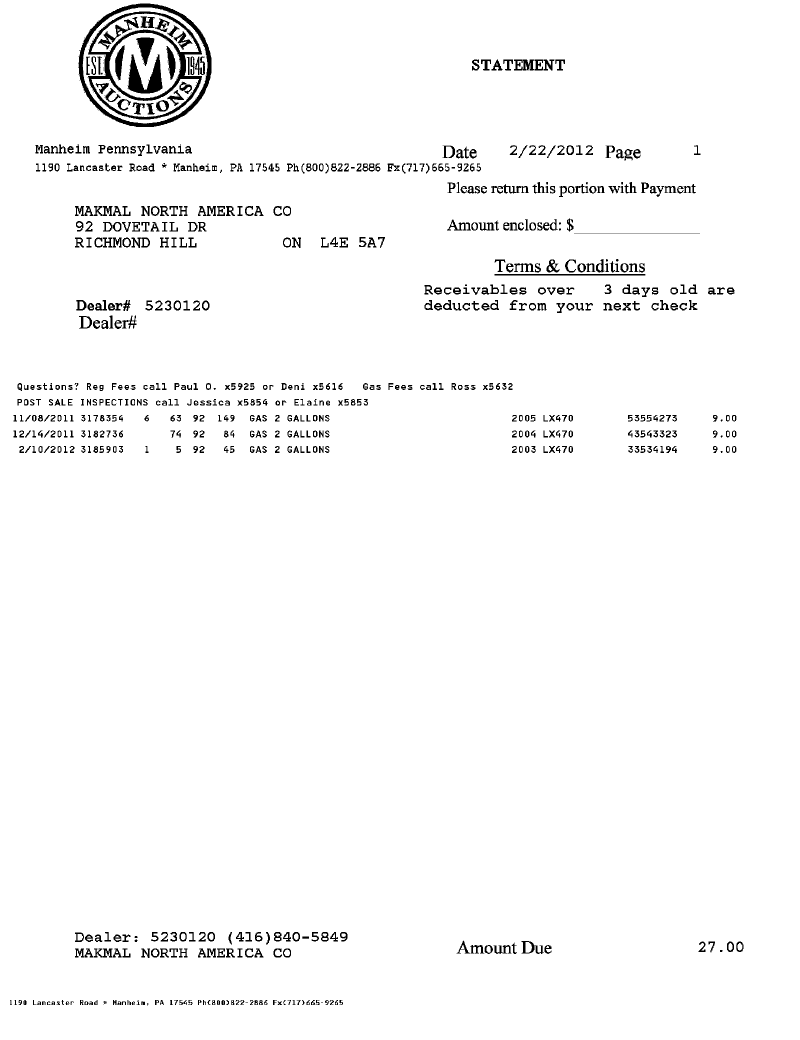 MANHEIM
EST. 1945
AUCTIONS
STATEMENT
Manheim Pennsylvania
Date 2/22/2012 Page 1
1190 Lancaster Road * Manheim, PA 17545 Ph(800)822-2886 Fx(717)665-9265
Please return this portion with Payment
MAKMAL NORTH AMERICA CO
92 DOVETAIL DR
Amount enclosed: $
RICHMOND HILL ON L4E 5A7
Terms & Conditions
Receivables over 3 days old are
Dealer# 5230120
deducted from your next check
Dealer#
Questions? Reg Fees call Paul O. x5925 or Deni x5616 Gas Fees call Ross x5632
POST SALE INSPECTIONS call Jessica x5854 or Elaine x5853
11/08/2011 3178354 6 63 92 149 GAS 2 GALLONS 2005 LX470 53554273 9.00
12/14/2011 3182736 74 92 84 GAS 2 GALLONS 2004 LX470 43543323 9.00
2/10/2012 3185903 1 5 92 45 GAS 2 GALLONS 2003 LX470 33534194 9.00
Dealer: 5230120 (416)840-5849
MAKMAL NORTH AMERICA CO
Amount Due 27.00
1190 Lancaster Road * Manheim, PA 17545 Ph(800)822-2886 Fx(717)665-9265